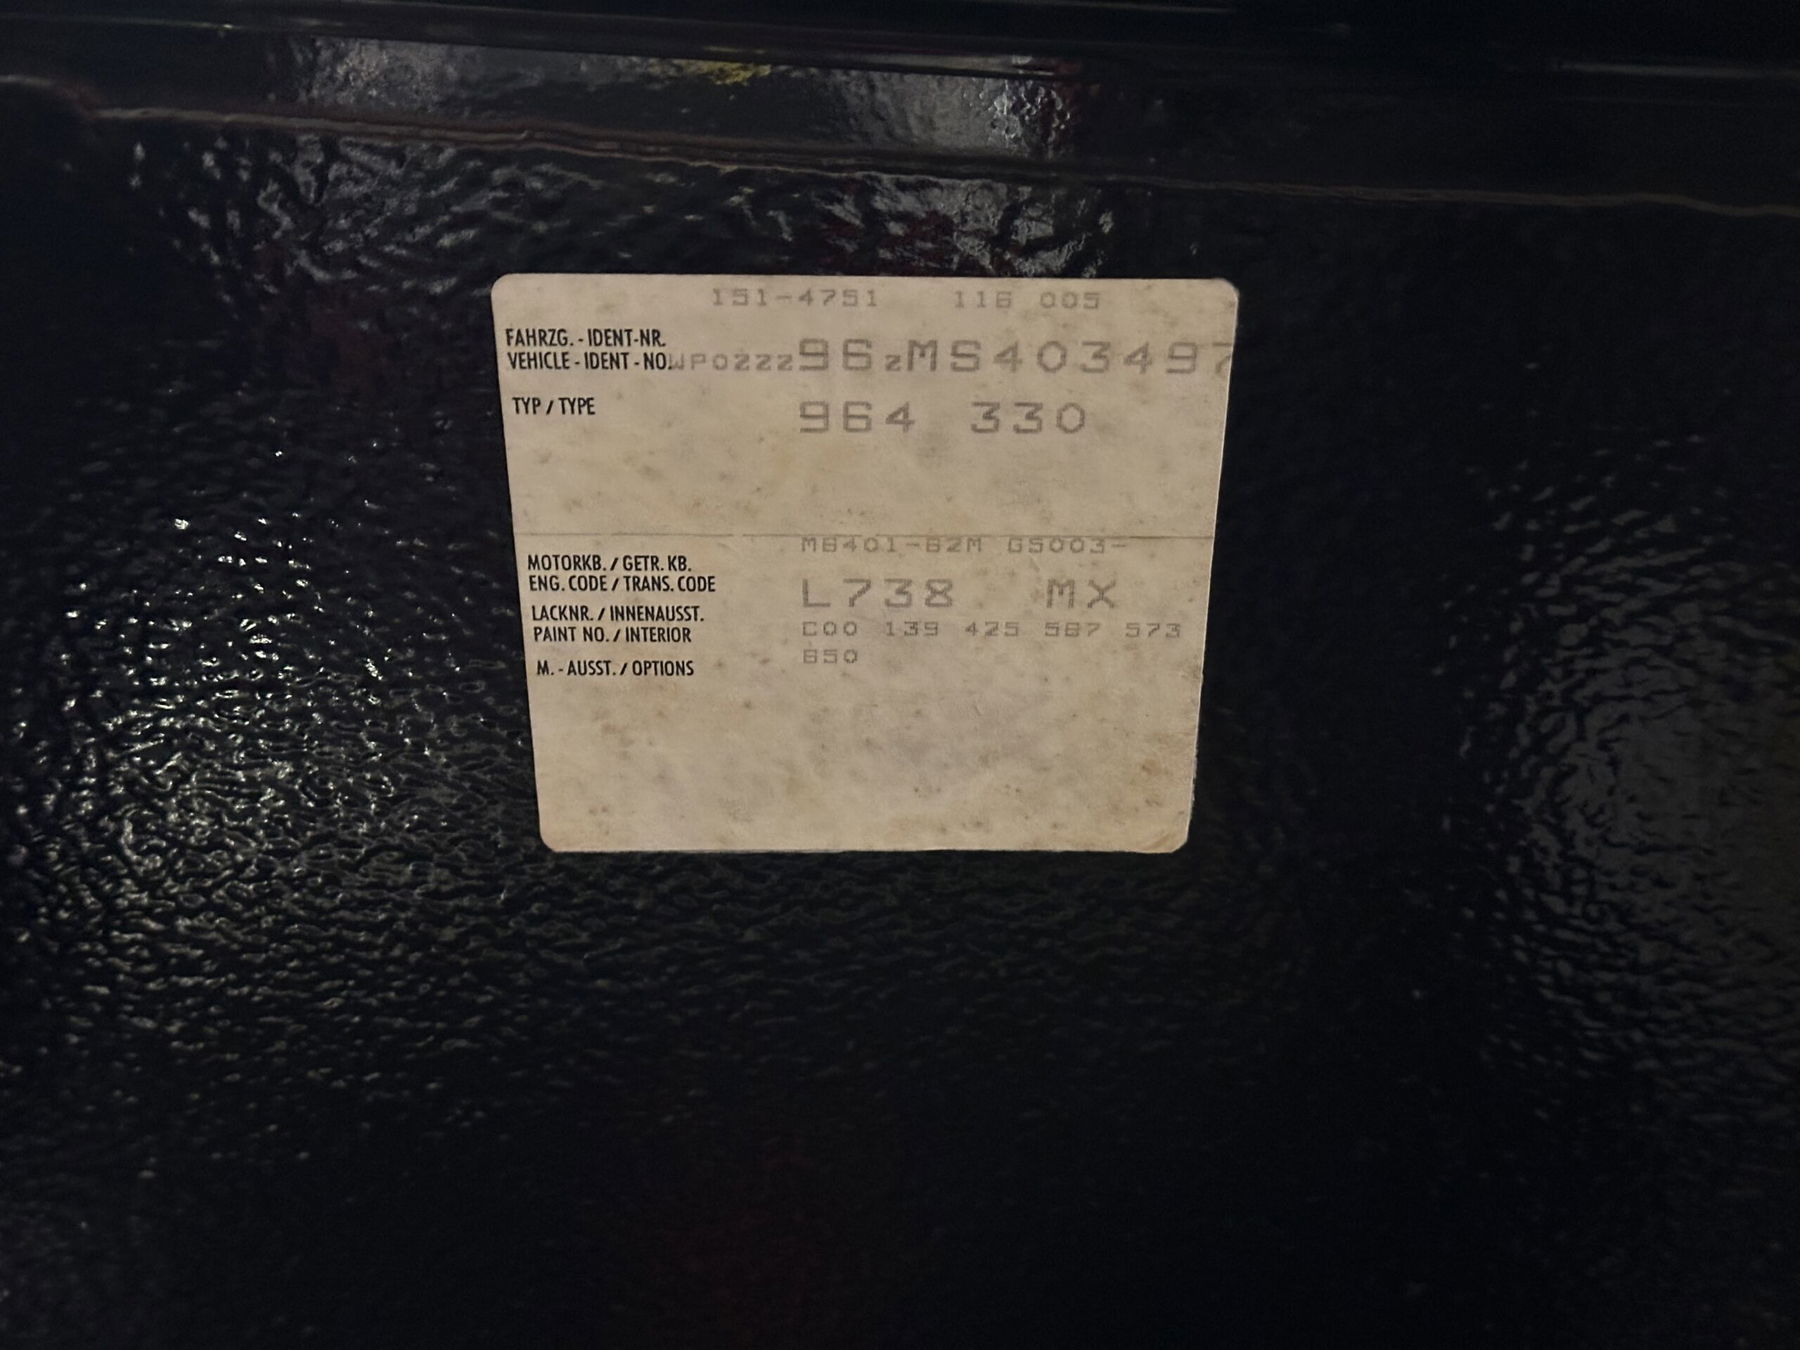 151-4751 116 005
FAHRZG. - IDENT-NR.
VEHICLE - IDENT - NO. WP0ZZZ96ZMS403497
TYP / TYPE 964 330
M6401-62M G5003-
MOTORKB. / GETR. KB.
ENG. CODE / TRANS. CODE
L738 MX
LACKNR. / INNENAUSST.
PAINT NO. / INTERIOR
C00 139 425 567 573
650
M. - AUSST. / OPTIONS